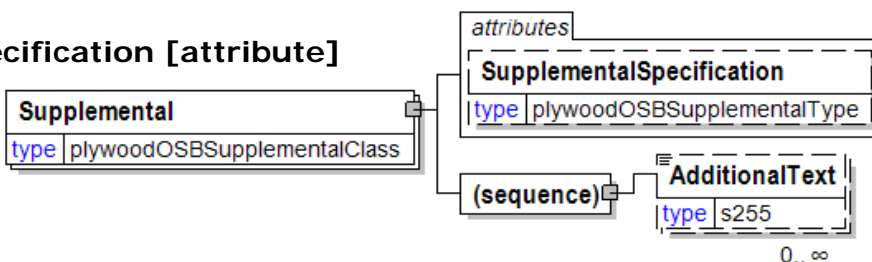 ecification [attribute]
attributes
SupplementalSpecification
type plywoodOSBSupplementalType
Supplemental
type plywoodOSBSupplementalClass
(sequence)
AdditionalText
type s255
0.. ∞